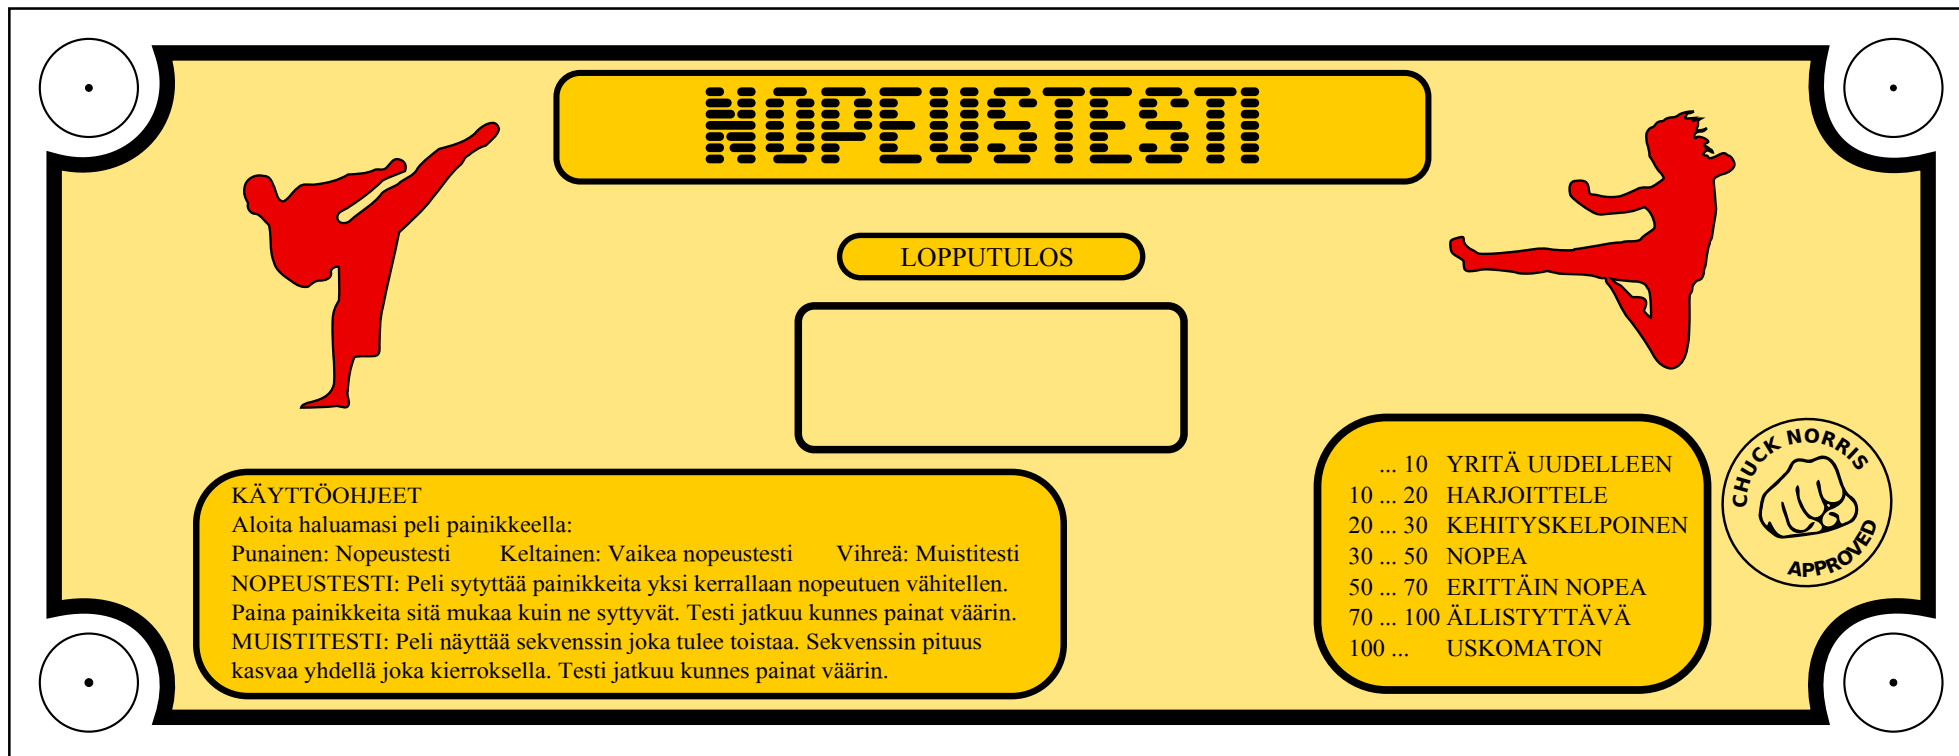 NOPEUSTESTI
LOPPUTULOS
KÄYTTÖOHJEET
Aloita haluamasi peli painikkeella:
Punainen: Nopeustesti Keltainen: Vaikea nopeustesti Vihreä: Muistitesti
NOPEUSTESTI: Peli sytyttää painikkeita yksi kerrallaan nopeutuen vähitellen.
Paina painikkeita sitä mukaa kuin ne syttyvät. Testi jatkuu kunnes painat väärin.
MUISTITESTI: Peli näyttää sekvenssin joka tulee toistaa. Sekvenssin pituus
kasvaa yhdellä joka kierroksella. Testi jatkuu kunnes painat väärin.
... 10 YRITÄ UUDELLEEN
10 ... 20 HARJOITTELE
20 ... 30 KEHITYSKELPOINEN
30 ... 50 NOPEA
50 ... 70 ERITTÄIN NOPEA
70 ... 100 ÄLLISTYTTÄVÄ
100 ... USKOMATON
CHUCK NORRIS
APPROVED